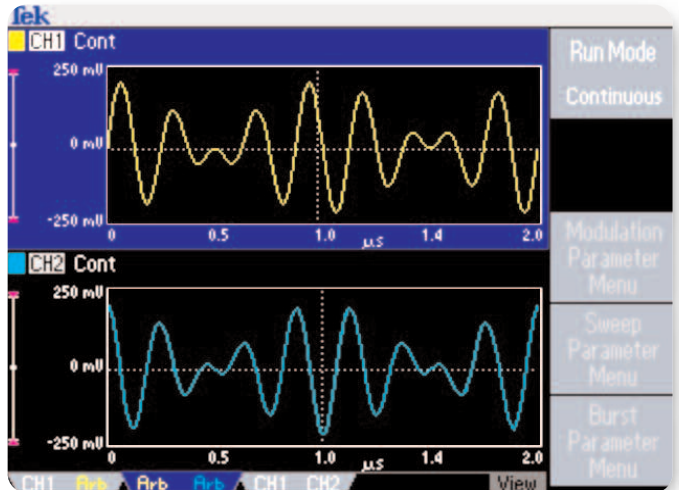 Tek
CH1 Cont
Run Mode
Continuous
250 mV
0 mV
-250 mV
0 0.5 1.0 µs 1.4 2.0
Modulation
Parameter
Menu
CH2 Cont
250 mV
0 mV
-250 mV
0 0.5 1.0 µs 1.4 2.0
Sweep
Parameter
Menu
Burst
Parameter
Menu
CH1 Arb Arb Arb CH1 CH2 View